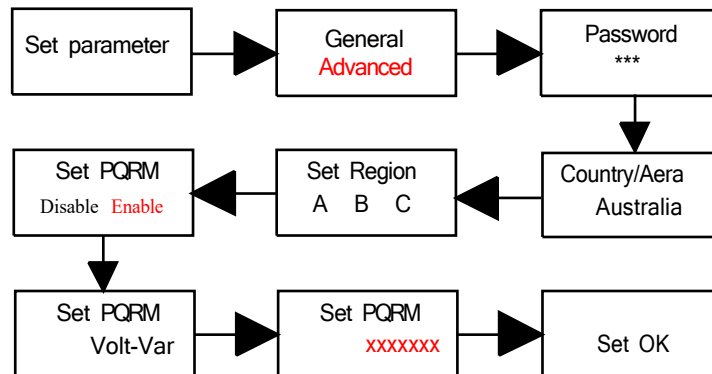 Set parameter
General
Advanced
Password
***
Country/Aera
Australia
Set Region
A B C
Set PQRM
Disable Enable
Set PQRM
Volt-Var
Set PQRM
xxxxxxx
Set OK